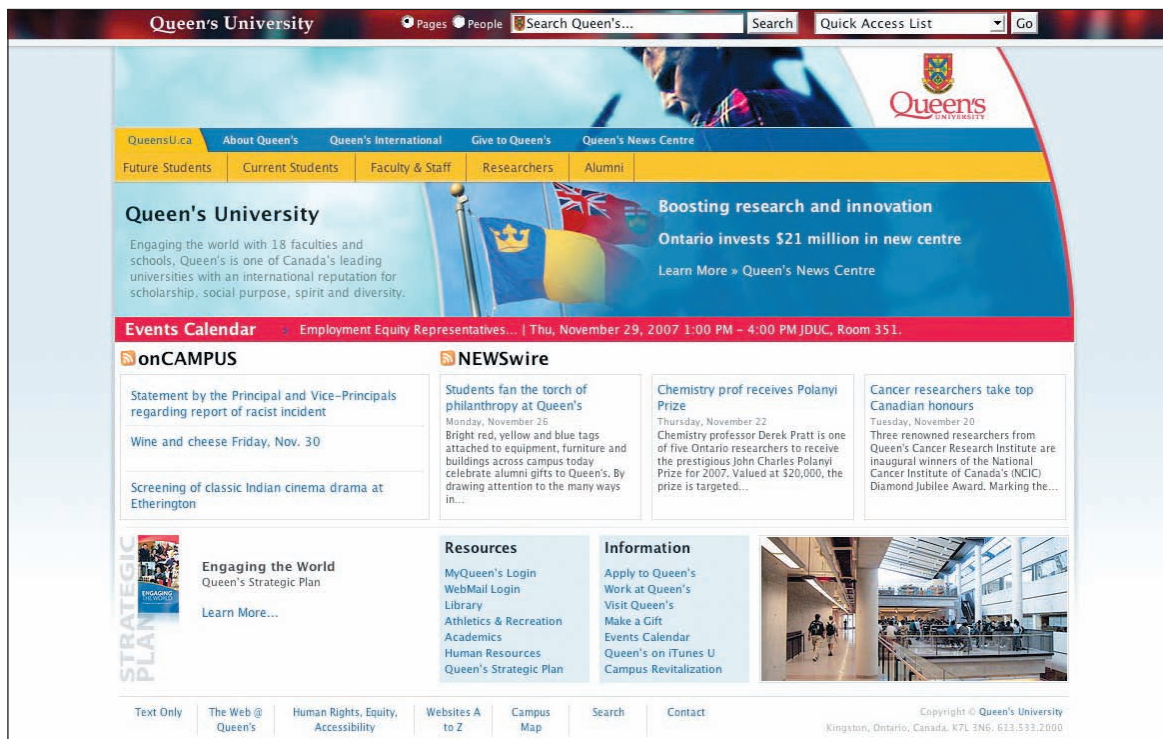 Queen's University
Pages People Search Queen's... Search Quick Access List Go
Queen's
UNIVERSITY
QueensU.ca About Queen's Queen's International Give to Queen's Queen's News Centre
Future Students Current Students Faculty & Staff Researchers Alumni
Queen's University
Engaging the world with 18 faculties and
schools, Queen's is one of Canada's leading
universities with an international reputation for
scholarship, social purpose, spirit and diversity.
Boosting research and innovation
Ontario invests $21 million in new centre
Learn More » Queen's News Centre
Events Calendar Employment Equity Representatives... | Thu, November 29, 2007 1:00 PM – 4:00 PM JDUC, Room 351.
onCAMPUS
Statement by the Principal and Vice-Principals
regarding report of racist incident
Wine and cheese Friday, Nov. 30
Screening of classic Indian cinema drama at
Etherington
NEWSwire
Students fan the torch of
philanthropy at Queen's
Monday, November 26
Bright red, yellow and blue tags
attached to equipment, furniture and
buildings across campus today
celebrate alumni gifts to Queen's. By
drawing attention to the many ways
in...
Chemistry prof receives Polanyi
Prize
Thursday, November 22
Chemistry professor Derek Pratt is one
of five Ontario researchers to receive
the prestigious John Charles Polanyi
Prize for 2007. Valued at $20,000, the
prize is targeted...
Cancer researchers take top
Canadian honours
Tuesday, November 20
Three renowned researchers from
Queen's Cancer Research Institute are
inaugural winners of the National
Cancer Institute of Canada's (NCIC)
Diamond Jubilee Award. Marking the...
STRATEGIC
PLAN
ENGAGING
THE WORLD
Engaging the World
Queen's Strategic Plan
Learn More...
Resources
MyQueen's Login
WebMail Login
Library
Athletics & Recreation
Academics
Human Resources
Queen's Strategic Plan
Information
Apply to Queen's
Work at Queen's
Visit Queen's
Make a Gift
Events Calendar
Queen's on iTunes U
Campus Revitalization
Text Only
The Web @
Queen's
Human Rights, Equity,
Accessibility
Websites A
to Z
Campus
Map
Search
Contact
Copyright © Queen's University
Kingston, Ontario, Canada. K7L 3N6. 613.533.2000